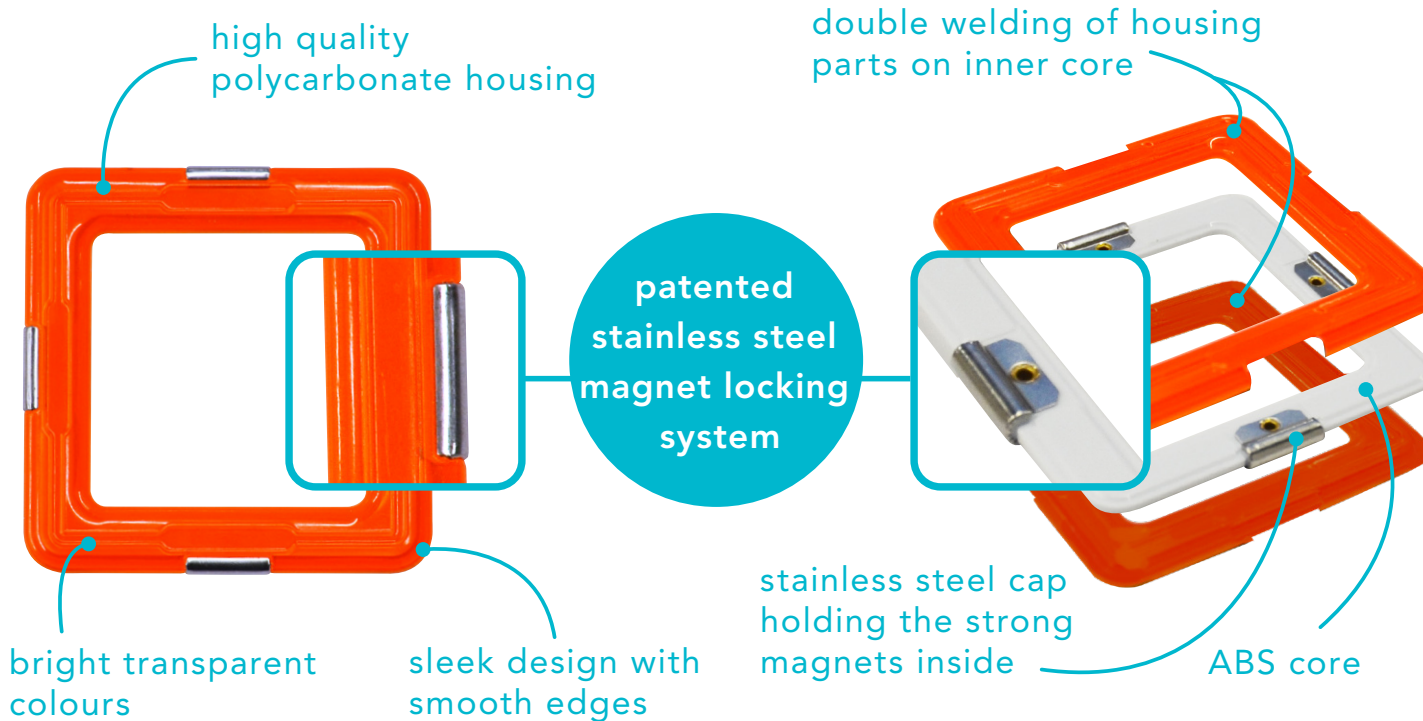 high quality
polycarbonate housing
double welding of housing
parts on inner core
patented
stainless steel
magnet locking
system
bright transparent
colours
sleek design with
smooth edges
stainless steel cap
holding the strong
magnets inside
ABS core